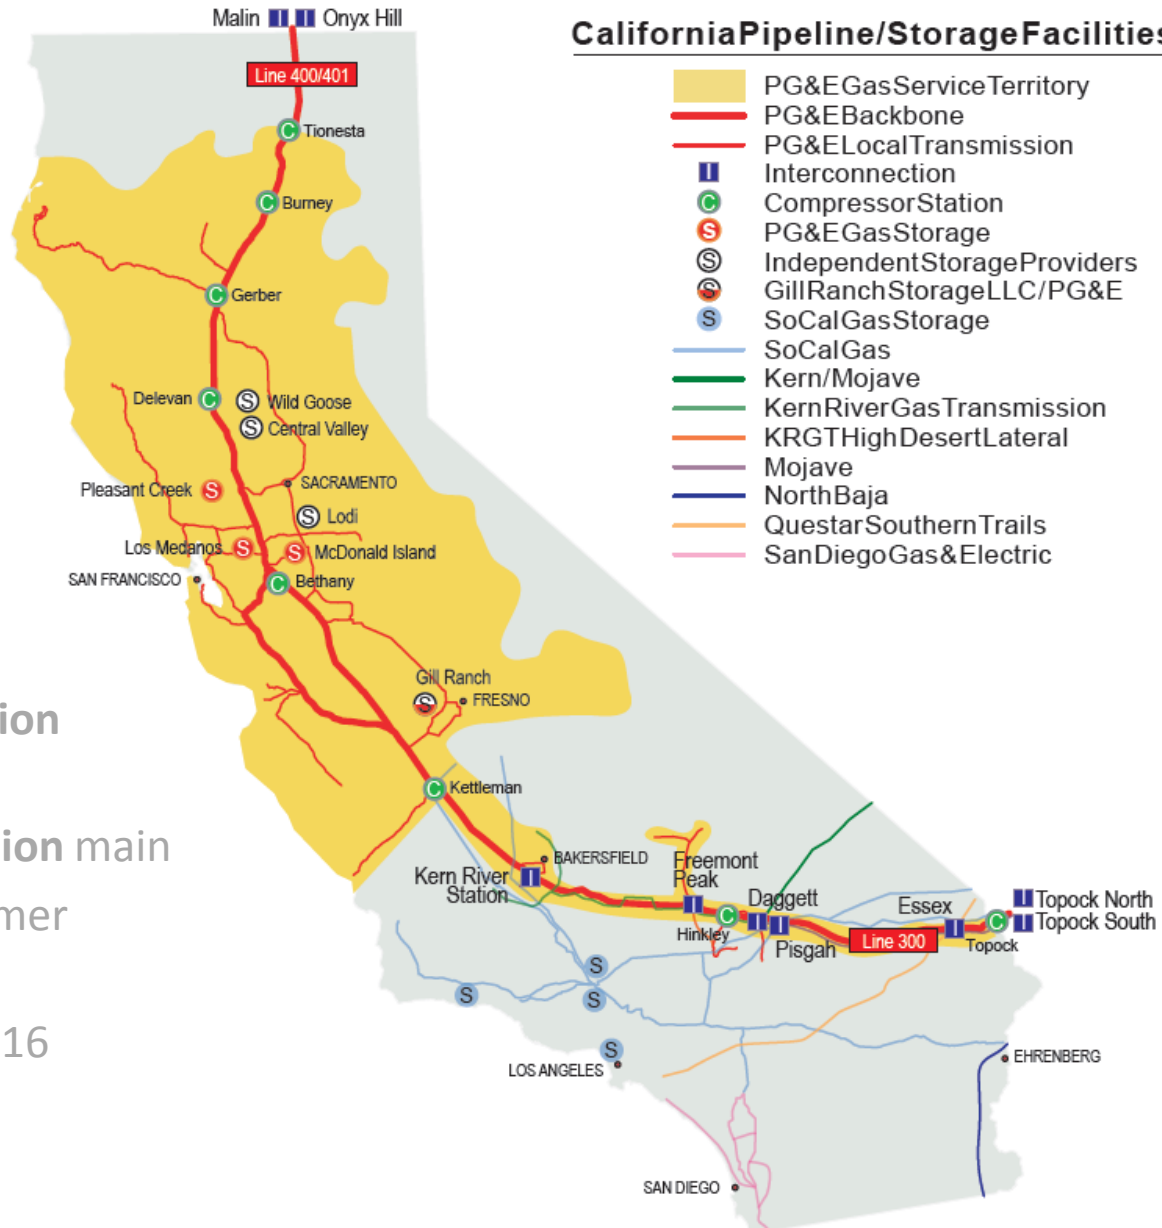 Malin I I Onyx Hill
CaliforniaPipeline/StorageFacilities
Line 400/401
PG&EGasServiceTerritory
PG&EBackbone
PG&ELocalTransmission
I Interconnection
C CompressorStation
S PG&EGasStorage
S IndependentStorageProviders
S GillRanchStorageLLC/PG&E
S SoCalGasStorage
SoCalGas
Kern/Mojave
KernRiverGasTransmission
KRGTHighDesertLateral
Mojave
NorthBaja
QuestarSouthernTrails
SanDiegoGas&Electric
C Tionesta
C Burney
C Gerber
Delevan C
S Wild Goose
S Central Valley
Pleasant Creek S
SACRAMENTO
S Lodi
Los Medanos S
S McDonald Island
SAN FRANCISCO
C Bethany
Gill Ranch
S FRESNO
ion
C Kettleman
ion main
mer
16
BAKERSFIELD
Kern River
Station
I
Freemont
Peak
I
Hinkley
C
Daggett
I I
Pisgah
Line 300
Essex
I
C
Topock
I Topock North
I Topock South
S
S
S
S
LOS ANGELES
EHRENBERG
SAN DIEGO